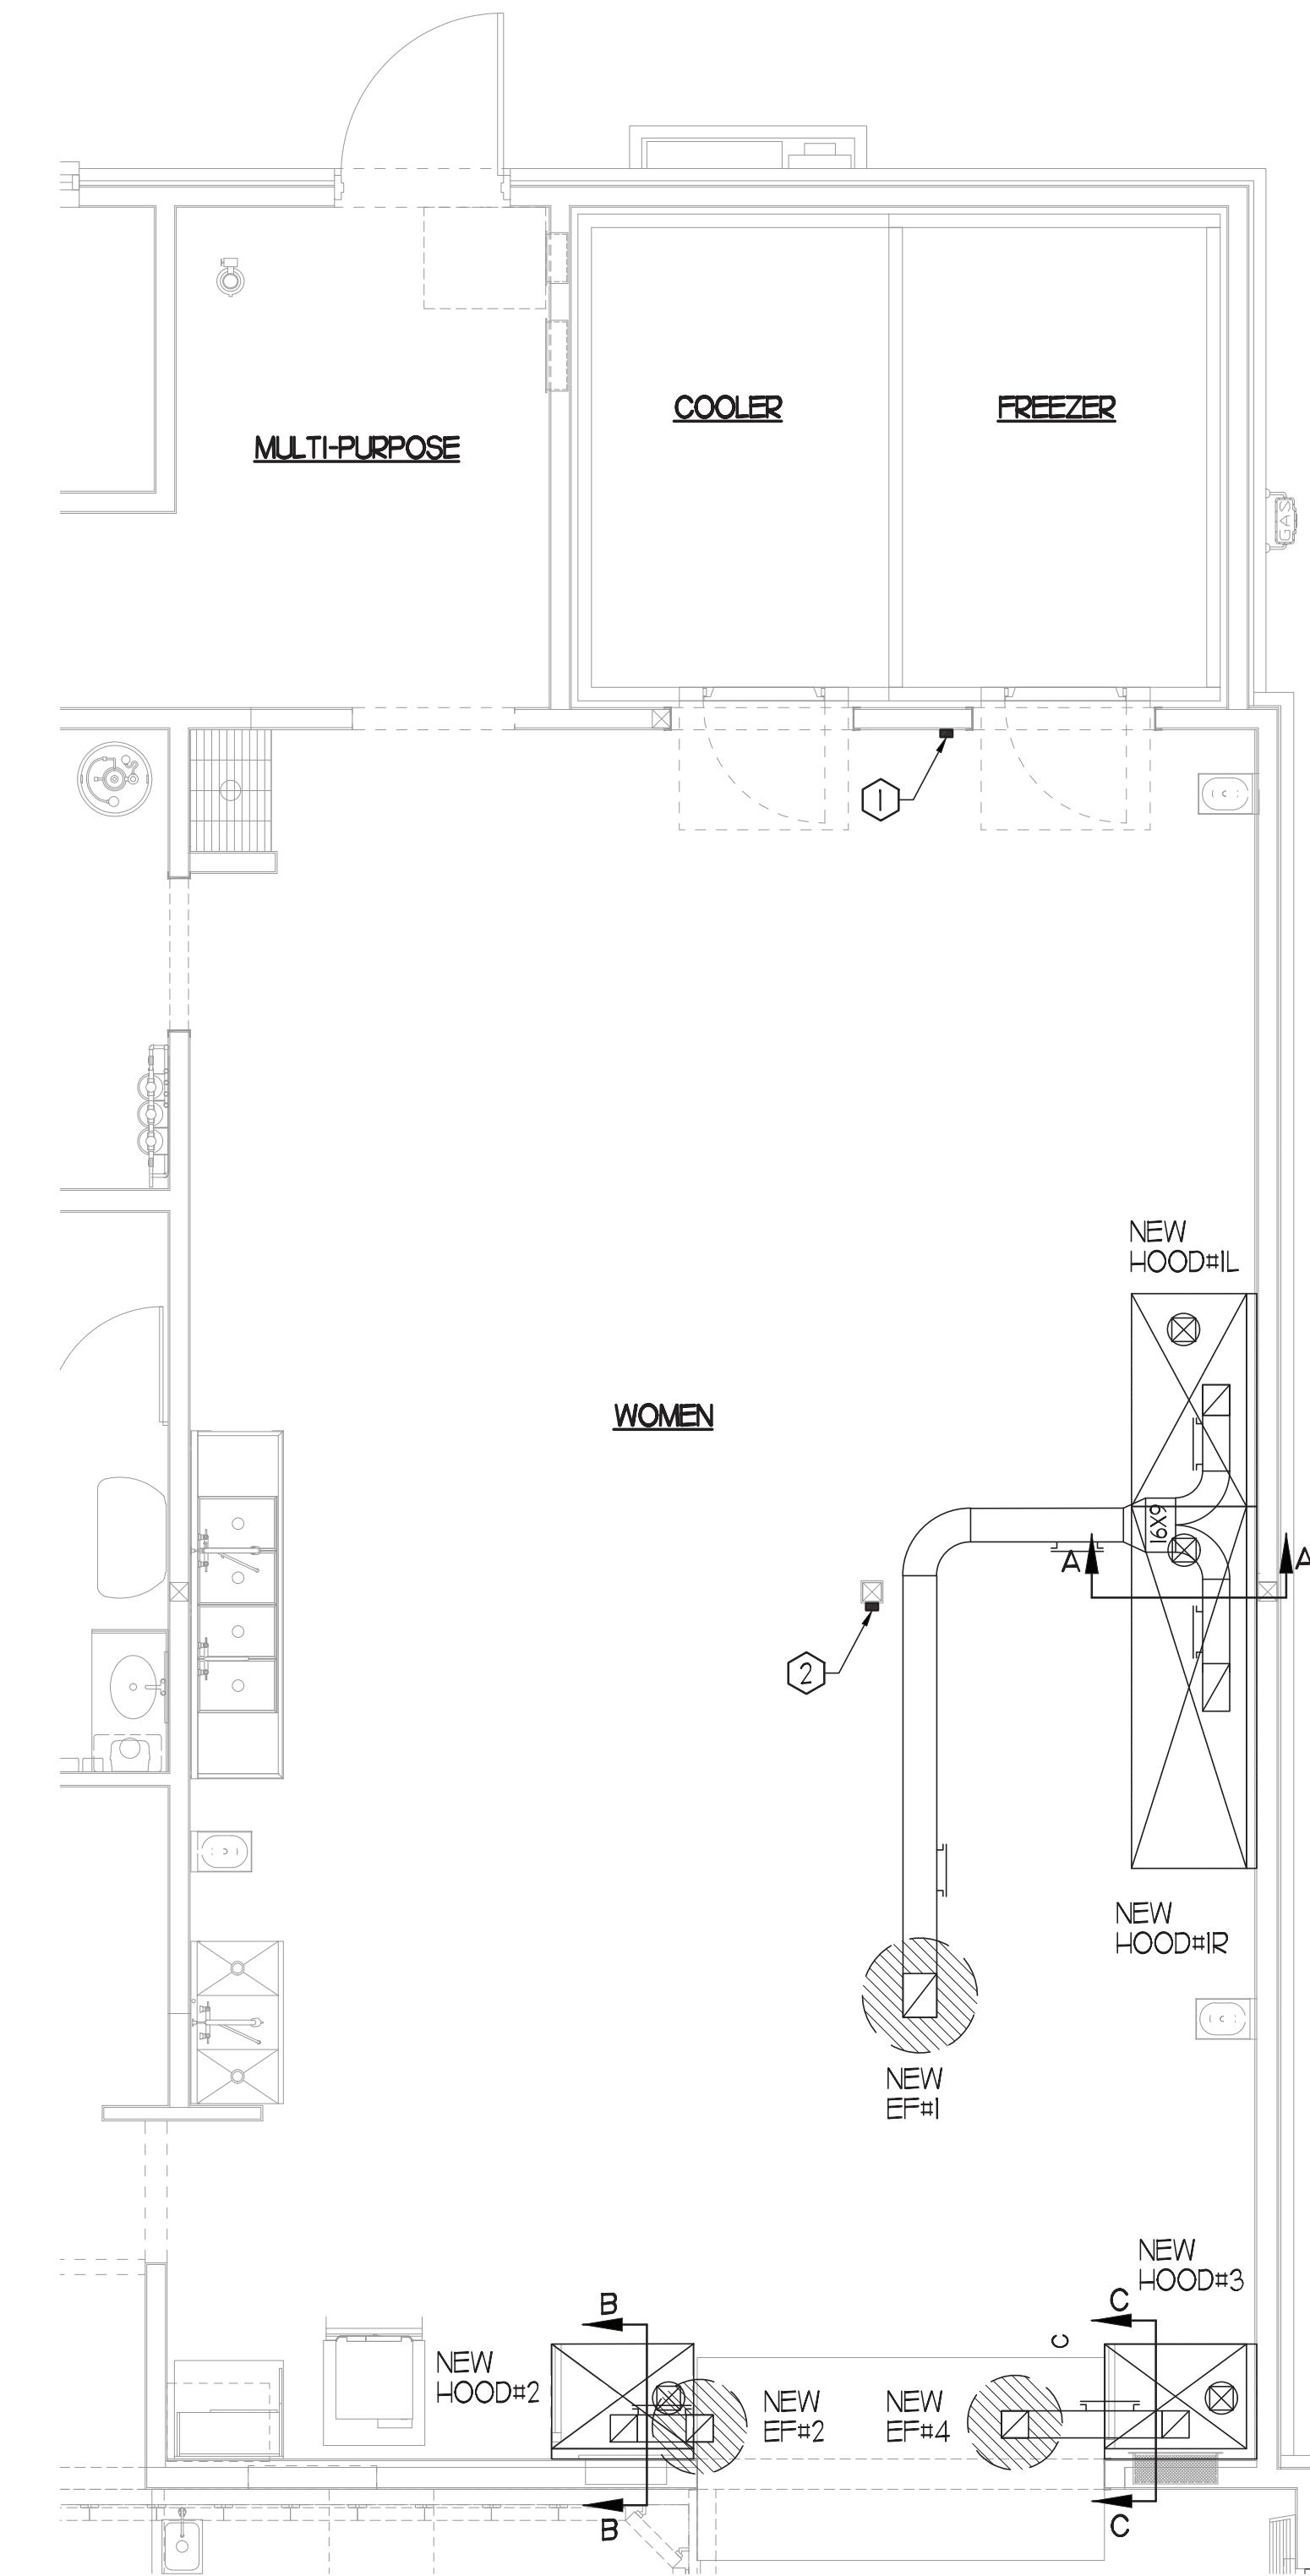 COOLER
FREEZER
MULTI-PURPOSE
GAS
1
NEW
HOOD#1L
WOMEN
16X9
A
A
2
NEW
HOOD#1R
NEW
EF#1
NEW
HOOD#3
B
C
C
NEW
HOOD#2
NEW
EF#2
NEW
EF#4
B
C